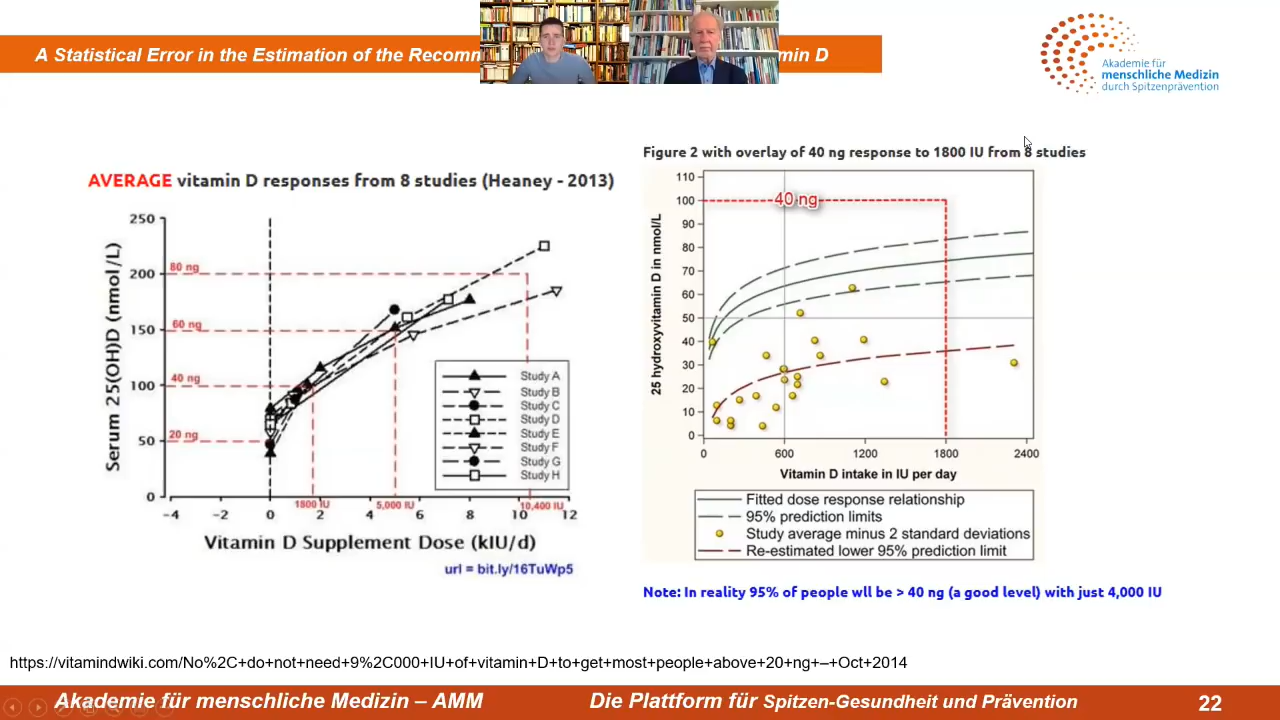 A Statistical Error in the Estimation of the Recomm
min D
Akademie für
menschliche Medizin
durch Spitzenprävention
AVERAGE vitamin D responses from 8 studies (Heaney - 2013)
Serum 25(OH)D (nmol/L)
250
200
150
100
50
0
80 ng
60 ng
40 ng
20 ng
Study A
Study B
Study C
Study D
Study E
Study F
Study G
Study H
1800 IU
5,000 IU
10,400 IU
-4
-2
0
2
4
6
8
10
12
Vitamin D Supplement Dose (kIU/d)
url = bit.ly/16TuWp5
Figure 2 with overlay of 40 ng response to 1800 IU from 8 studies
25 hydroxyvitamin D in nmol/L
110
100
90
80
70
60
50
40
30
20
10
0
40 ng
0
600
1200
1800
2400
Vitamin D intake in IU per day
Fitted dose response relationship
95% prediction limits
Study average minus 2 standard deviations
Re-estimated lower 95% prediction limit
Note: In reality 95% of people wll be > 40 ng (a good level) with just 4,000 IU
https://vitamindwiki.com/No%2C+do+not+need+9%2C000+IU+of+vitamin+D+to+get+most+people+above+20+ng+–+Oct+2014
Akademie für menschliche Medizin – AMM
Die Plattform für Spitzen-Gesundheit und Prävention
22